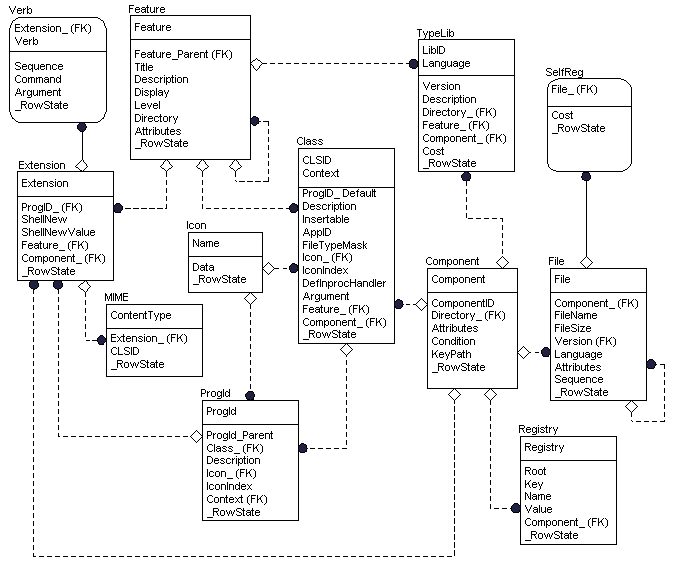 Verb
Extension_ (FK)
Verb
Sequence
Command
Argument
_RowState
Feature
Feature
Feature_Parent (FK)
Title
Description
Display
Level
Directory
Attributes
_RowState
TypeLib
LibID
Language
Version
Description
Directory_ (FK)
Feature_ (FK)
Component_ (FK)
Cost
_RowState
SelfReg
File_ (FK)
Cost
_RowState
Extension
Extension
ProgID_ (FK)
ShellNew
ShellNewValue
Feature_ (FK)
Component_ (FK)
_RowState
Class
CLSID
Context
ProgID_Default
Description
Insertable
AppID
FileTypeMask
Icon_ (FK)
IconIndex
DefInprocHandler
Argument
Feature_ (FK)
Component_ (FK)
_RowState
Icon
Name
Data
_RowState
MIME
ContentType
Extension_ (FK)
CLSID
_RowState
Component
Component
ComponentID
Directory_ (FK)
Attributes
Condition
KeyPath
_RowState
File
File
Component_ (FK)
FileName
FileSize
Version (FK)
Language
Attributes
Sequence
_RowState
ProgId
ProgId
ProgId_Parent
Class_ (FK)
Description
Icon_ (FK)
IconIndex
Context (FK)
_RowState
Registry
Registry
Root
Key
Name
Value
Component_ (FK)
_RowState